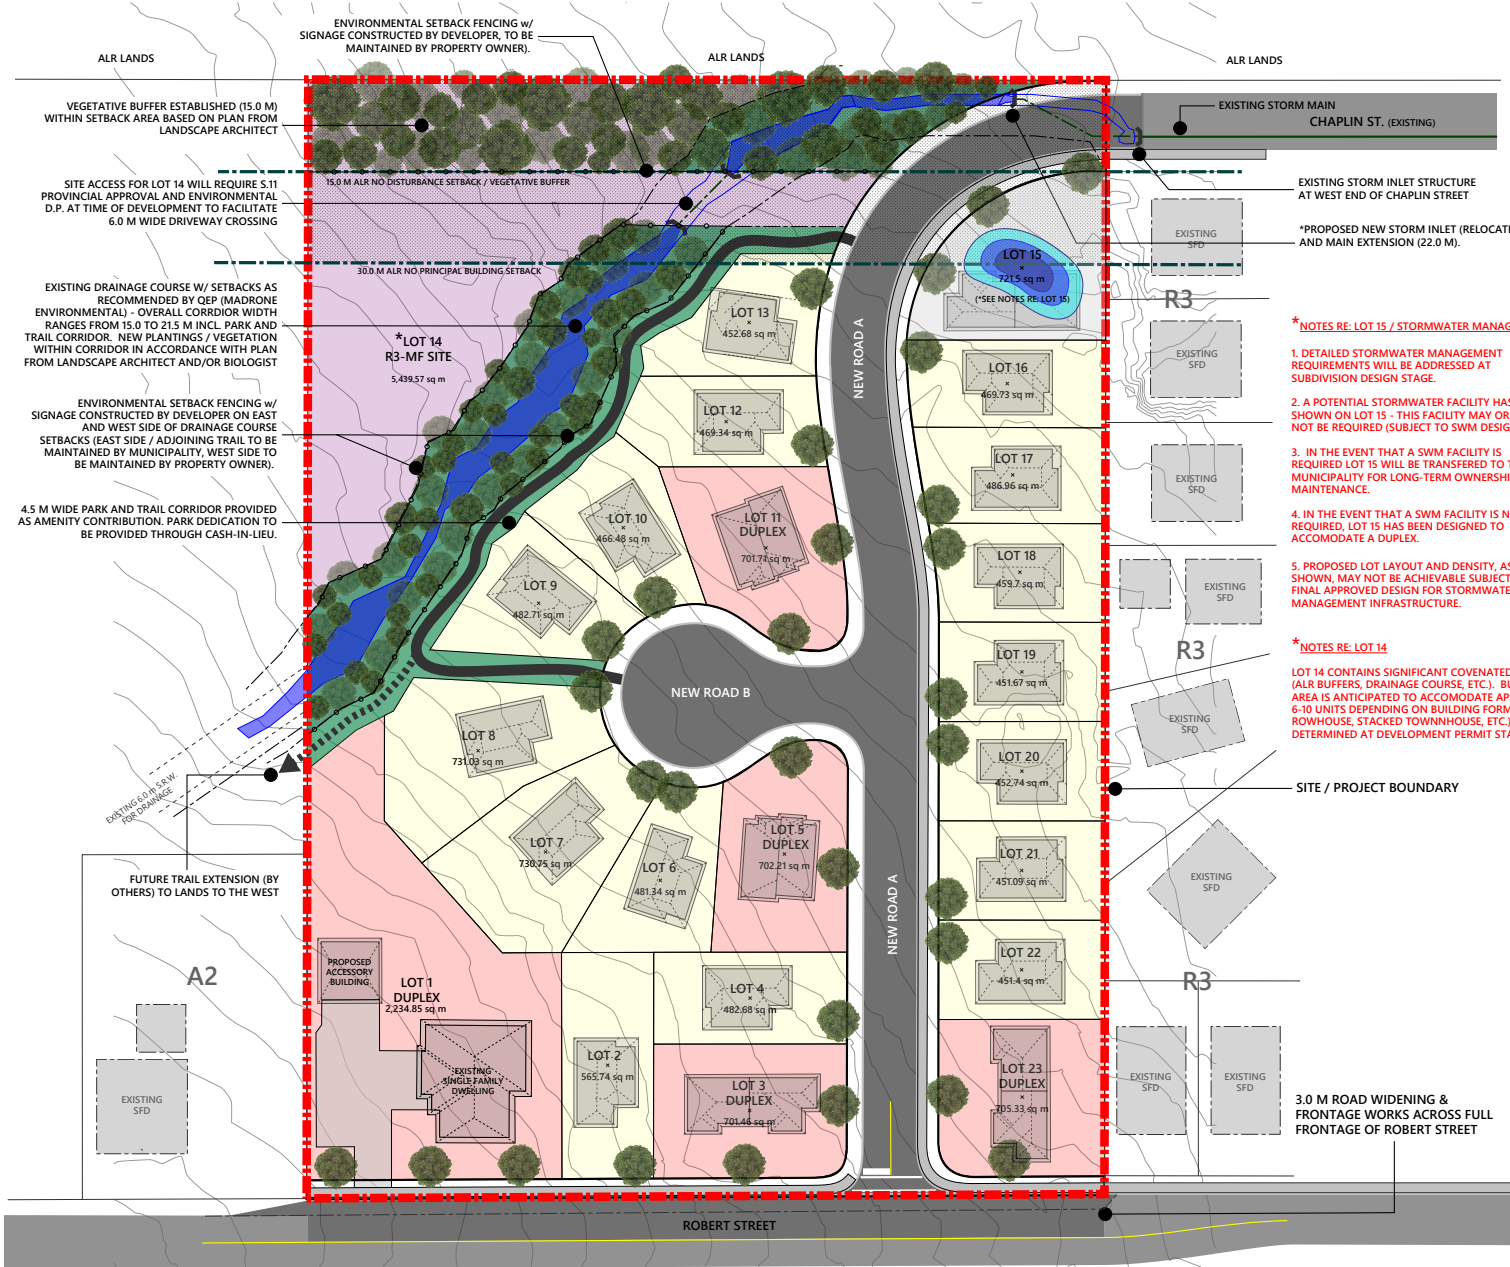 ENVIRONMENTAL SETBACK FENCING w/
SIGNAGE CONSTRUCTED BY DEVELOPER, TO BE
MAINTAINED BY PROPERTY OWNER).
ALR LANDS
ALR LANDS
ALR LANDS
VEGETATIVE BUFFER ESTABLISHED (15.0 M)
WITHIN SETBACK AREA BASED ON PLAN FROM
LANDSCAPE ARCHITECT
SITE ACCESS FOR LOT 14 WILL REQUIRE S.11
PROVINCIAL APPROVAL AND ENVIRONMENTAL
D.P. AT TIME OF DEVELOPMENT TO FACILITATE
6.0 M WIDE DRIVEWAY CROSSING
EXISTING DRAINAGE COURSE W/ SETBACKS AS
RECOMMENDED BY QEP (MADRONE
ENVIRONMENTAL) - OVERALL CORRDIOR WIDTH
RANGES FROM 15.0 TO 21.5 M INCL. PARK AND
TRAIL CORRIDOR. NEW PLANTINGS / VEGETATION
WITHIN CORRIDOR IN ACCORDANCE WITH PLAN
FROM LANDSCAPE ARCHITECT AND/OR BIOLOGIST
ENVIRONMENTAL SETBACK FENCING w/
SIGNAGE CONSTRUCTED BY DEVELOPER ON EAST
AND WEST SIDE OF DRAINAGE COURSE
SETBACKS (EAST SIDE / ADJOINING TRAIL TO BE
MAINTAINED BY MUNICIPALITY, WEST SIDE TO
BE MAINTAINED BY PROPERTY OWNER).
4.5 M WIDE PARK AND TRAIL CORRIDOR PROVIDED
AS AMENITY CONTRIBUTION. PARK DEDICATION TO
BE PROVIDED THROUGH CASH-IN-LIEU.
EXISTING 6.0 m S.R.W.
FOR DRAINAGE
FUTURE TRAIL EXTENSION (BY
OTHERS) TO LANDS TO THE WEST
A2
EXISTING
SFD
15.0 M ALR NO DISTURBANCE SETBACK / VEGETATIVE BUFFER
30.0 M ALR NO PRINCIPAL BUILDING SETBACK
*LOT 14
R3-MF SITE
5,439.57 sq m
LOT 13
452.68 sq m
LOT 12
469.34 sq m
LOT 11
DUPLEX
701.71 sq m
LOT 10
466.48 sq m
LOT 9
482.71 sq m
LOT 8
731.03 sq m
LOT 7
730.75 sq m
LOT 6
481.34 sq m
LOT 5
DUPLEX
702.21 sq m
LOT 4
482.68 sq m
LOT 3
DUPLEX
701.46 sq m
LOT 2
565.74 sq m
PROPOSED
ACCESSORY
BUILDING
LOT 1
DUPLEX
2,234.85 sq m
EXISTING
SINGLE FAMILY
DWELLING
NEW ROAD A
NEW ROAD B
NEW ROAD A
LOT 15
721.5 sq m
(*SEE NOTES RE: LOT 15)
LOT 16
469.73 sq m
LOT 17
486.96 sq m
LOT 18
459.7 sq m
LOT 19
451.67 sq m
LOT 20
452.74 sq m
LOT 21
451.09 sq m
LOT 22
451.4 sq m
LOT 23
DUPLEX
705.33 sq m
ROBERT STREET
EXISTING STORM MAIN
CHAPLIN ST. (EXISTING)
EXISTING STORM INLET STRUCTURE
AT WEST END OF CHAPLIN STREET
*PROPOSED NEW STORM INLET (RELOCATI
AND MAIN EXTENSION (22.0 M).
EXISTING
SFD
R3
EXISTING
SFD
EXISTING
SFD
EXISTING
SFD
R3
EXISTING
SFD
EXISTING
SFD
R3
EXISTING
SFD
EXISTING
SFD
*NOTES RE: LOT 15 / STORMWATER MANAG
1. DETAILED STORMWATER MANAGEMENT
REQUIREMENTS WILL BE ADDRESSED AT
SUBDIVISION DESIGN STAGE.
2. A POTENTIAL STORMWATER FACILITY HAS
SHOWN ON LOT 15 - THIS FACILITY MAY OR
NOT BE REQUIRED (SUBJECT TO SWM DESIG
3. IN THE EVENT THAT A SWM FACILITY IS
REQUIRED LOT 15 WILL BE TRANSFERED TO
MUNICIPALITY FOR LONG-TERM OWNERSHI
MAINTENANCE.
4. IN THE EVENT THAT A SWM FACILITY IS N
REQUIRED, LOT 15 HAS BEEN DESIGNED TO
ACCOMODATE A DUPLEX.
5. PROPOSED LOT LAYOUT AND DENSITY, AS
SHOWN, MAY NOT BE ACHIEVABLE SUBJECT
FINAL APPROVED DESIGN FOR STORMWATE
MANAGEMENT INFRASTRUCTURE.
*NOTES RE: LOT 14
LOT 14 CONTAINS SIGNIFICANT COVENATED
(ALR BUFFERS, DRAINAGE COURSE, ETC.). BU
AREA IS ANTICIPATED TO ACCOMODATE AP
6-10 UNITS DEPENDING ON BUILDING FORM
ROWHOUSE, STACKED TOWNNHOUSE, ETC.)
DETERMINED AT DEVELOPMENT PERMIT STA
SITE / PROJECT BOUNDARY
3.0 M ROAD WIDENING &
FRONTAGE WORKS ACROSS FULL
FRONTAGE OF ROBERT STREET